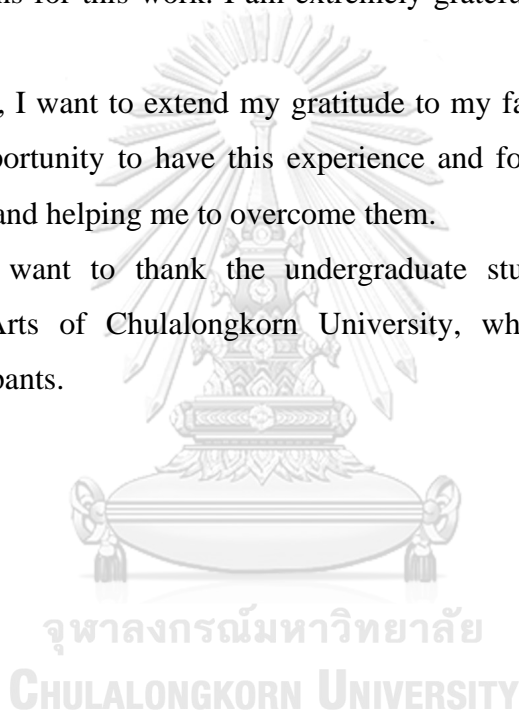 ns for this work. I am extremely grateful
, I want to extend my gratitude to my fa
portunity to have this experience and fo
and helping me to overcome them.
want to thank the undergraduate stu
Arts of Chulalongkorn University, wh
pants.
จุฬาลงกรณ์มหาวิทยาลัย
CHULALONGKORN UNIVERSITY